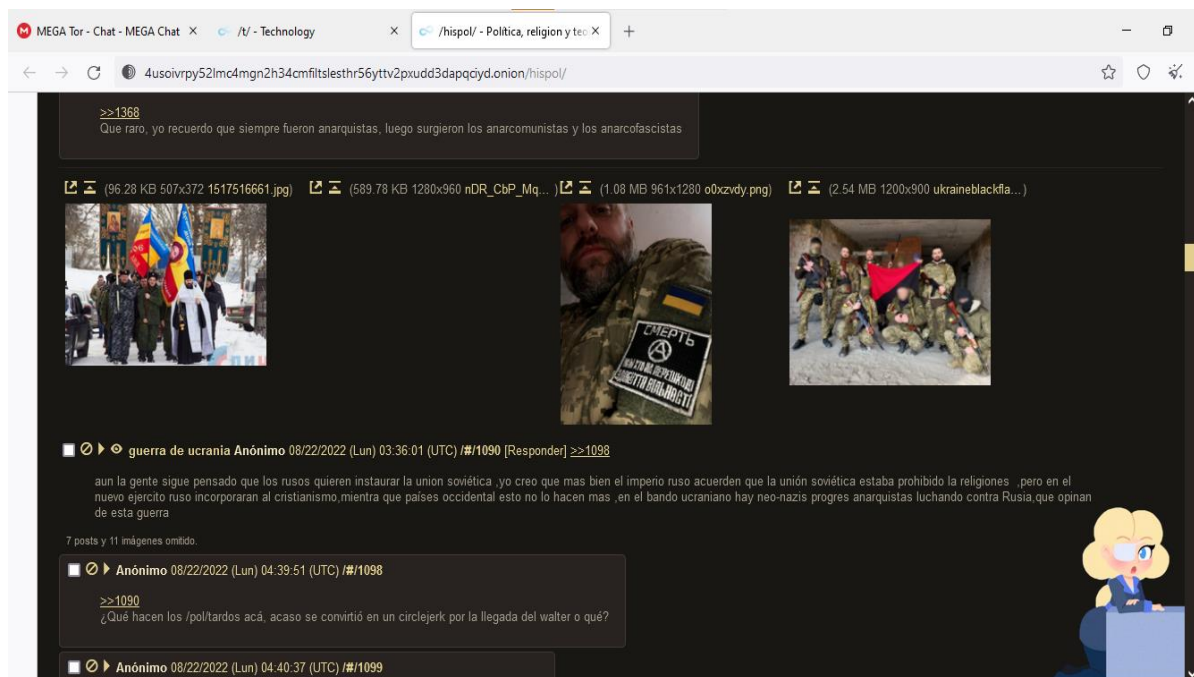 MEGA Tor - Chat - MEGA Chat
/t/ - Technology
/hispol/ - Política, religion y teo
4usoivrpy52lmc4mgn2h34cmfiltslesthr56yttv2pxudd3dapqciyd.onion/hispol/
>>1368
Que raro, yo recuerdo que siempre fueron anarquistas, luego surgieron los anarcomunistas y los anarcofascistas
(96.28 KB 507x372 1517516661.jpg) (589.78 KB 1280x960 nDR_CbP_Mq... ) (1.08 MB 961x1280 o0xzvdy.png) (2.54 MB 1200x900 ukraineblackfla...)
СМЕРТЬ
guerra de ucrania Anónimo 08/22/2022 (Lun) 03:36:01 (UTC) /#/1090 [Responder] >>1098
aun la gente sigue pensado que los rusos quieren instaurar la union soviética ,yo creo que mas bien el imperio ruso acuerden que la unión soviética estaba prohibido la religiones ,pero en el
nuevo ejercito ruso incorporaran al cristianismo,mientra que países occidental esto no lo hacen mas ,en el bando ucraniano hay neo-nazis progres anarquistas luchando contra Rusia,que opinan
de esta guerra
7 posts y 11 imágenes omitido.
Anónimo 08/22/2022 (Lun) 04:39:51 (UTC) /#/1098
>>1090
¿Qué hacen los /pol/tardos acá, acaso se convirtió en un circlejerk por la llegada del walter o qué?
Anónimo 08/22/2022 (Lun) 04:40:37 (UTC) /#/1099